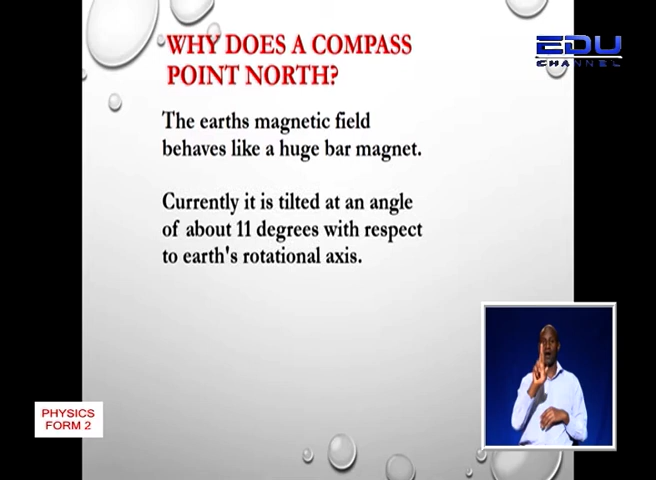 WHY DOES A COMPASS
POINT NORTH?
EDU
CHANNEL
The earths magnetic field
behaves like a huge bar magnet.
Currently it is tilted at an angle
of about 11 degrees with respect
to earth's rotational axis.
PHYSICS
FORM 2